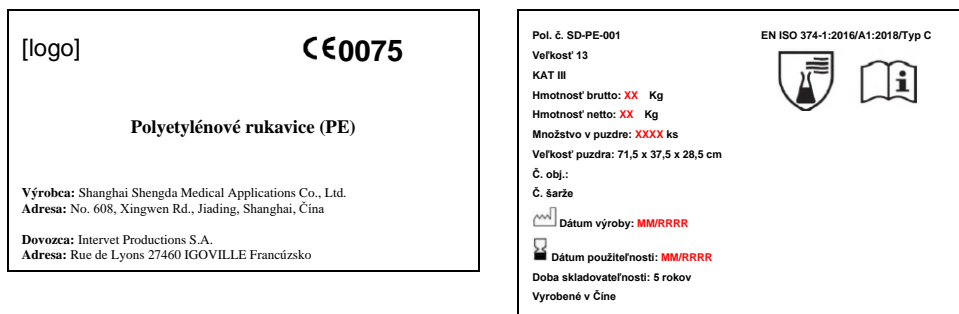 [logo]
CE0075
Polyetylénové rukavice (PE)
Výrobca: Shanghai Shengda Medical Applications Co., Ltd.
Adresa: No. 608, Xingwen Rd., Jiading, Shanghai, Čína
Dovozca: Intervet Productions S.A.
Adresa: Rue de Lyons 27460 IGOVILLE Francúzsko
Pol. č. SD-PE-001
EN ISO 374-1:2016/A1:2018/Typ C
Veľkosť 13
KAT III
Hmotnosť brutto: XX Kg
Hmotnosť netto: XX Kg
Množstvo v puzdre: XXXX ks
Veľkosť puzdra: 71,5 x 37,5 x 28,5 cm
Č. obj.:
Č. šarže
Dátum výroby: MM/RRRR
Dátum použiteľnosti: MM/RRRR
Doba skladovateľnosti: 5 rokov
Vyrobené v Číne